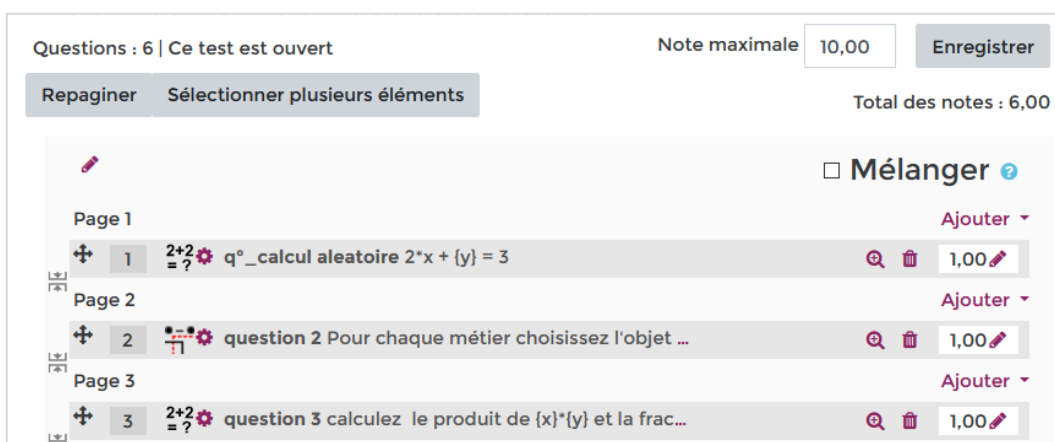 Questions : 6 | Ce test est ouvert
Note maximale 10,00 Enregistrer
Repaginer Sélectionner plusieurs éléments
Total des notes : 6,00
Mélanger ?
Page 1 Ajouter
1 2+2 = ? q°_calcul aleatoire 2*x + {y} = 3 1,00
Page 2 Ajouter
2 question 2 Pour chaque métier choisissez l'objet ... 1,00
Page 3 Ajouter
3 2+2 = ? question 3 calculez le produit de {x}*{y} et la frac... 1,00